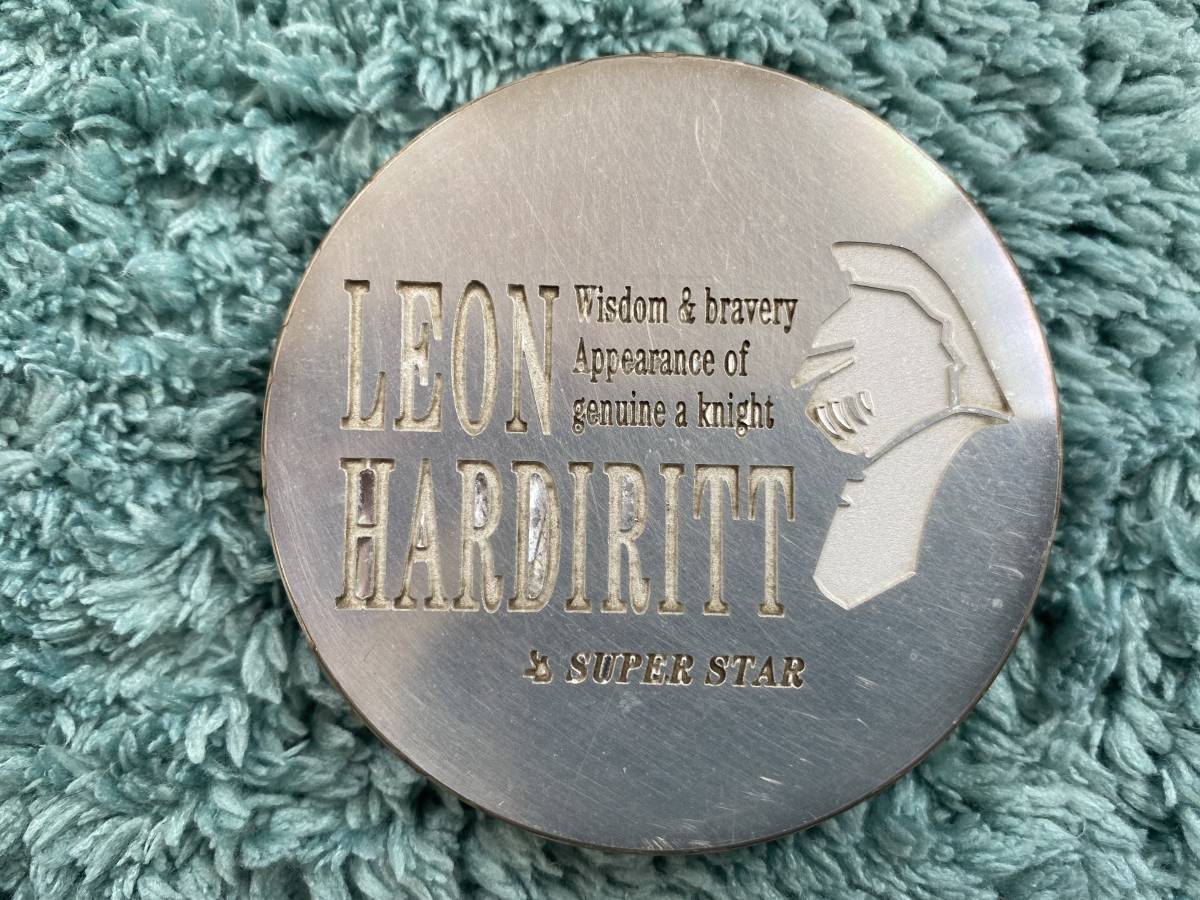 LEON
Wisdom & bravery
Appearance of
genuine a knight
HARDIRITT
SUPER STAR